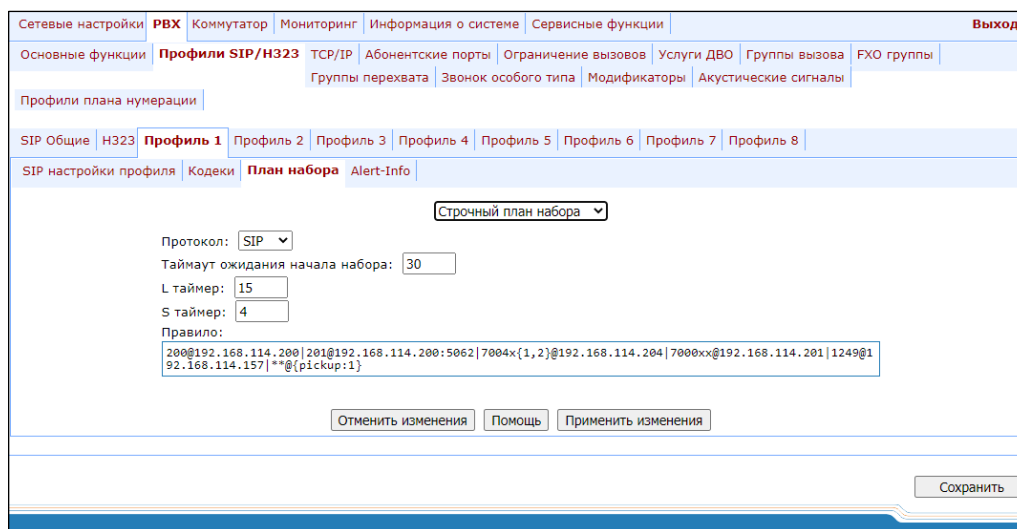 Сетевые настройки PBX Коммутатор Мониторинг Информация о системе Сервисные функции Выход
Основные функции Профили SIP/H323 TCP/IP Абонентские порты Ограничение вызовов Услуги ДВО Группы вызова FXO группы
Группы перехвата Звонок особого типа Модификаторы Акустические сигналы
Профили плана нумерации
SIP Общие H323 Профиль 1 Профиль 2 Профиль 3 Профиль 4 Профиль 5 Профиль 6 Профиль 7 Профиль 8
SIP настройки профиля Кодеки План набора Alert-Info
Строчный план набора
Протокол: SIP
Таймаут ожидания начала набора: 30
L таймер: 15
S таймер: 4
Правило:
200@192.168.114.200|201@192.168.114.200:5062|7004x{1,2}@192.168.114.204|7000xx@192.168.114.201|1249@1
92.168.114.157|**@{pickup:1}
Отменить изменения Помощь Применить изменения
Сохранить